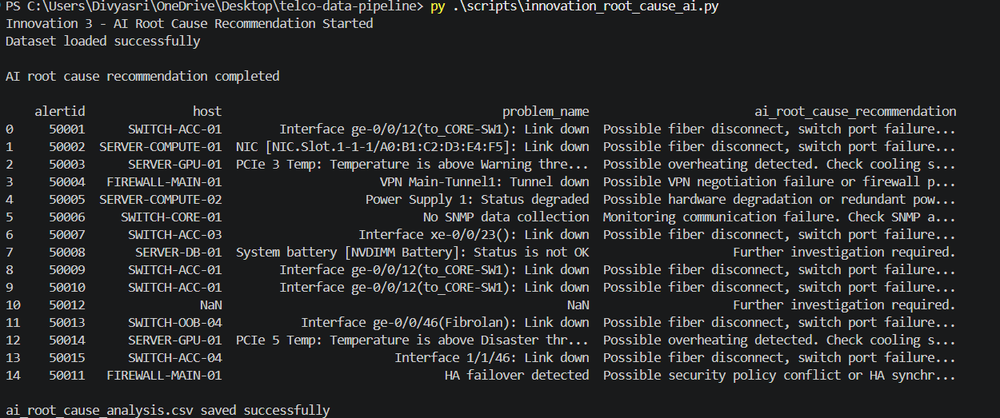 PS C:\Users\Divyasri\OneDrive\Desktop\telco-data-pipeline> py .\scripts\innovation_root_cause_ai.py
Innovation 3 - AI Root Cause Recommendation Started
Dataset loaded successfully
AI root cause recommendation completed
alertid host problem_name ai_root_cause_recommendation
0 50001 SWITCH-ACC-01 Interface ge-0/0/12(to_CORE-SW1): Link down Possible fiber disconnect, switch port failure...
1 50002 SERVER-COMPUTE-01 NIC [NIC.Slot.1-1-1/A0:B1:C2:D3:E4:F5]: Link down Possible fiber disconnect, switch port failure...
2 50003 SERVER-GPU-01 PCIe 3 Temp: Temperature is above Warning thre... Possible overheating detected. Check cooling s...
3 50004 FIREWALL-MAIN-01 VPN Main-Tunnel1: Tunnel down Possible VPN negotiation failure or firewall p...
4 50005 SERVER-COMPUTE-02 Power Supply 1: Status degraded Possible hardware degradation or redundant pow...
5 50006 SWITCH-CORE-01 No SNMP data collection Monitoring communication failure. Check SNMP a...
6 50007 SWITCH-ACC-03 Interface xe-0/0/23(): Link down Possible fiber disconnect, switch port failure...
7 50008 SERVER-DB-01 System battery [NVDIMM Battery]: Status is not OK Further investigation required.
8 50009 SWITCH-ACC-01 Interface ge-0/0/12(to_CORE-SW1): Link down Possible fiber disconnect, switch port failure...
9 50010 SWITCH-ACC-01 Interface ge-0/0/12(to_CORE-SW1): Link down Possible fiber disconnect, switch port failure...
10 50012 NaN NaN Further investigation required.
11 50013 SWITCH-OOB-04 Interface ge-0/0/46(Fibrolan): Link down Possible fiber disconnect, switch port failure...
12 50014 SERVER-GPU-01 PCIe 5 Temp: Temperature is above Disaster thr... Possible overheating detected. Check cooling s...
13 50015 SWITCH-ACC-04 Interface 1/1/46: Link down Possible fiber disconnect, switch port failure...
14 50011 FIREWALL-MAIN-01 HA failover detected Possible security policy conflict or HA synchr...
ai_root_cause_analysis.csv saved successfully